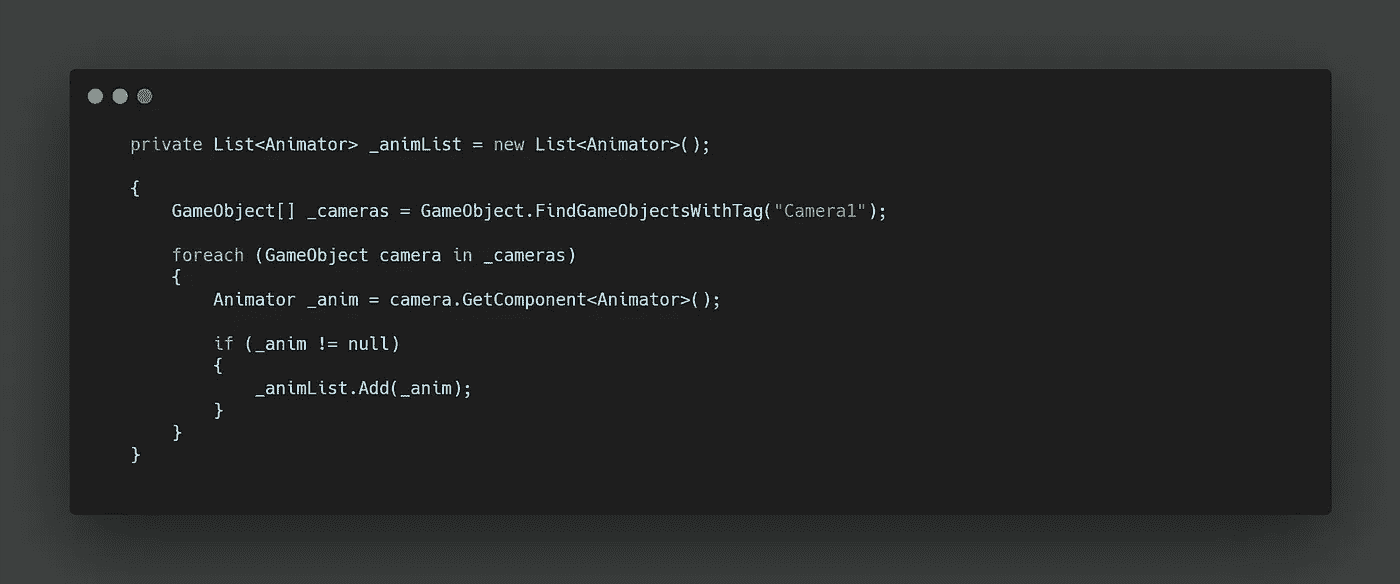 private List<Animator> _animList = new List<Animator>();
{
GameObject[] _cameras = GameObject.FindGameObjectsWithTag("Camera1");
foreach (GameObject camera in _cameras)
{
Animator _anim = camera.GetComponent<Animator>();
if (_anim != null)
{
_animList.Add(_anim);
}
}
}